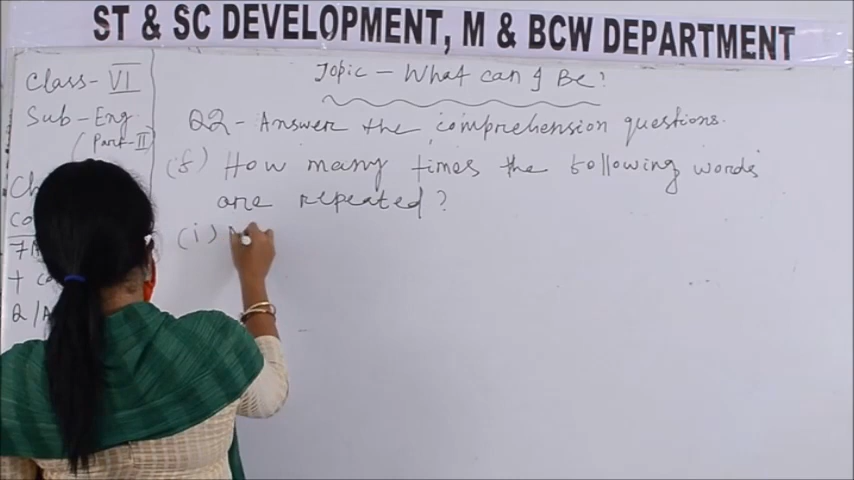 ST & SC DEVELOPMENT, M & BCW DEPARTMENT
Class- VI
Sub- Eng
(Part-II)
Topic - What can I Be?
Q2 - Answer the comprehension questions.
(f) How many times the following words
are repeated?
(i)